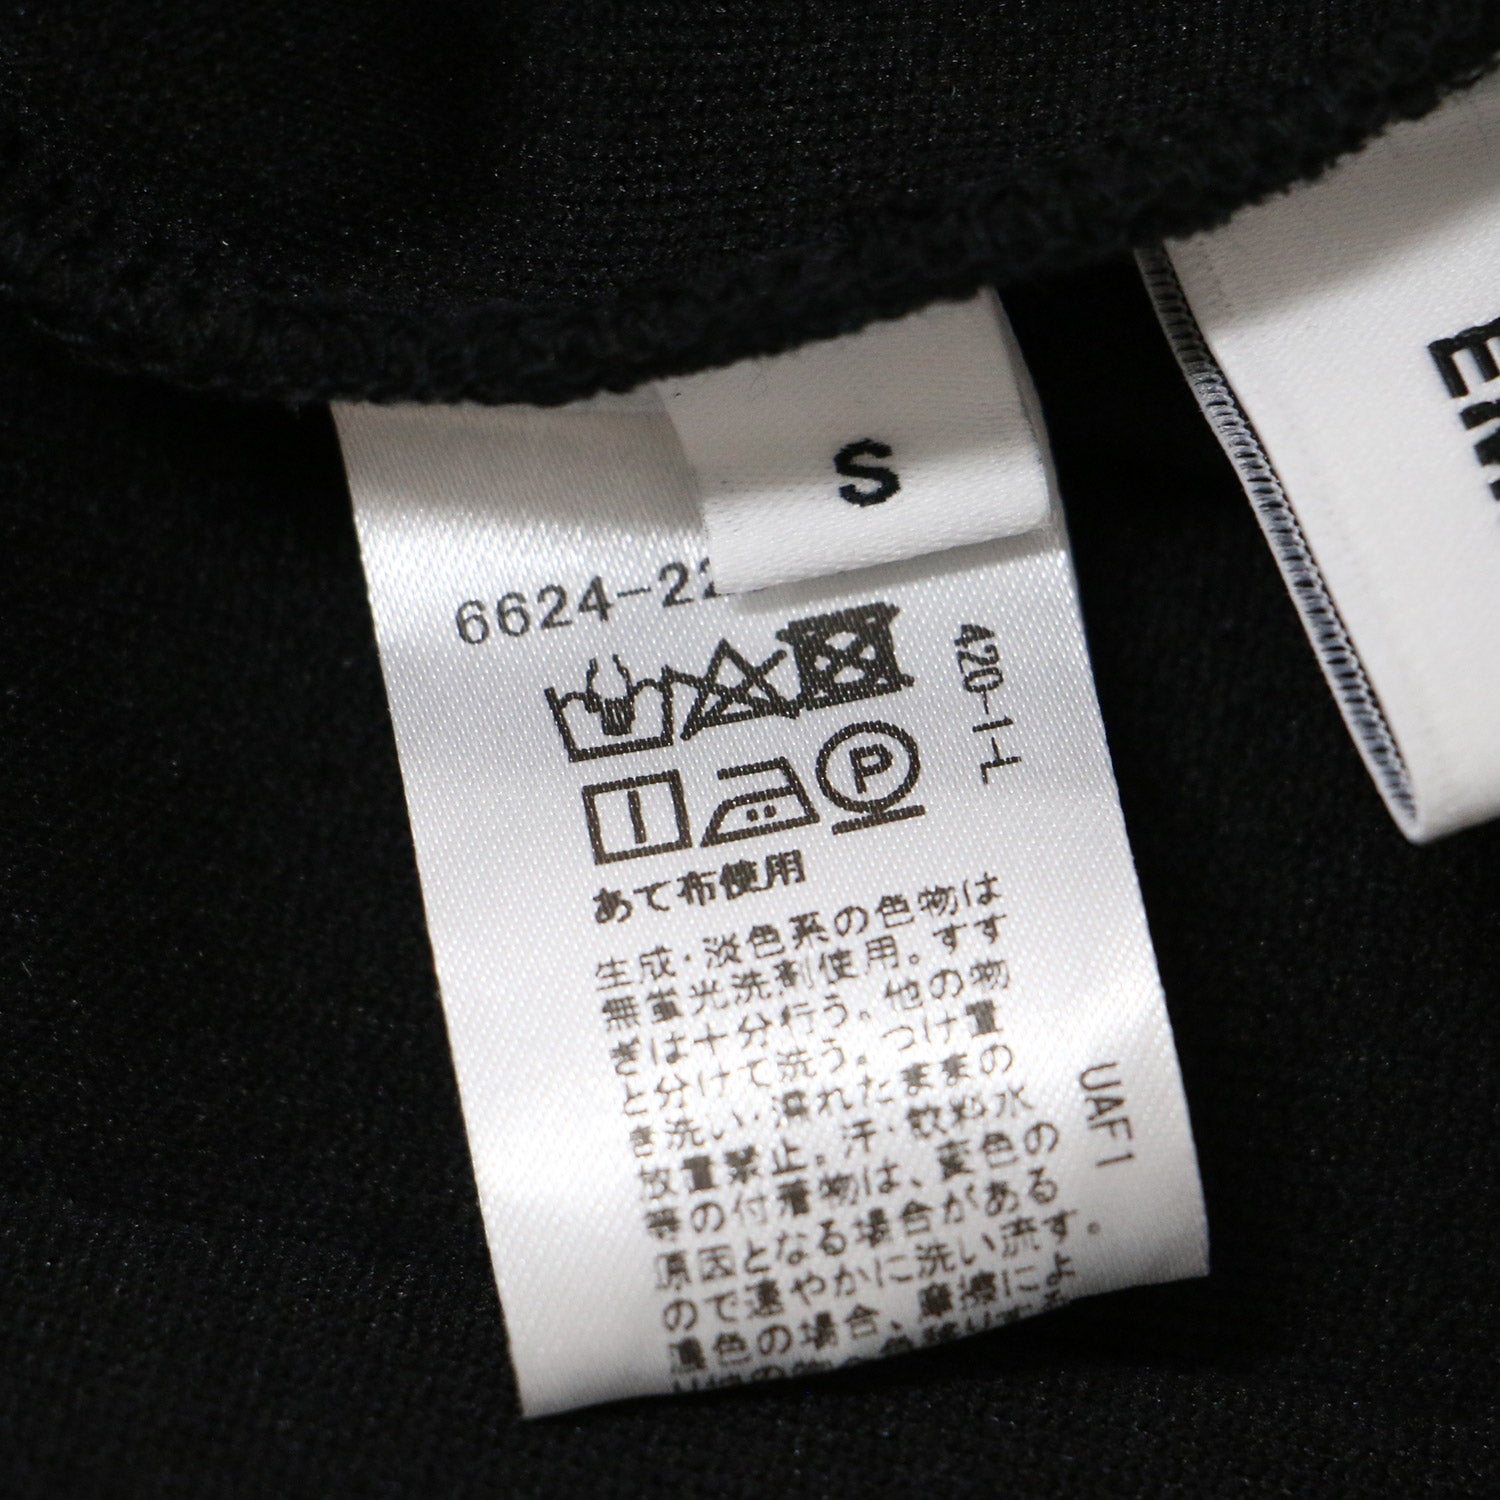 S
6624-22
420-1-L
P
あて布使用
生成・淡色系の色物は
無蛍光洗剤使用。すす
ぎは十分行う。他の物
と分けて洗う。つけ置
き洗い・濡れたままの
放置禁止。汗・飲料水
等の付着物は、変色の
原因となる場合がある
ので速やかに洗い流す。
濃色の場合、摩擦によ
UAF1